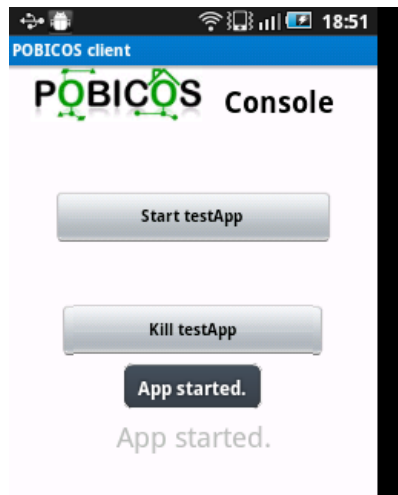 18:51
POBICOS client
POBICOS Console
Start testApp
Kill testApp
App started.
App started.